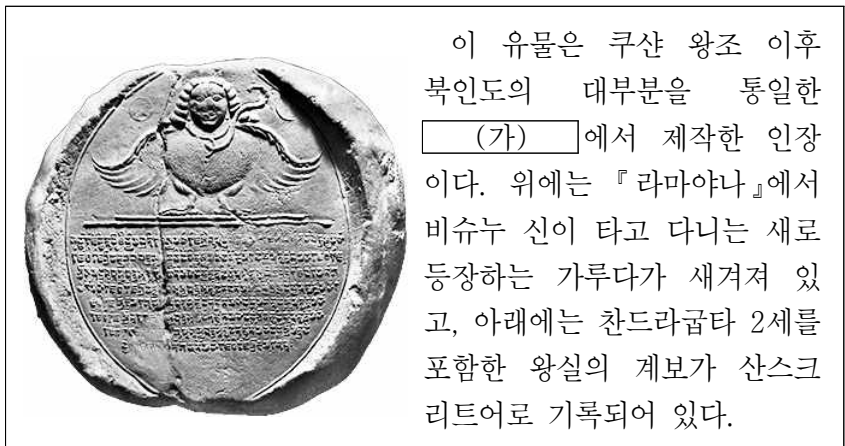 이 유물은 쿠샨 왕조 이후
북인도의 대부분을 통일한
(가) 에서 제작한 인장
이다. 위에는 『라마야나』에서
비슈누 신이 타고 다니는 새로
등장하는 가루다가 새겨져 있
고, 아래에는 찬드라굽타 2세를
포함한 왕실의 계보가 산스크
리트어로 기록되어 있다.